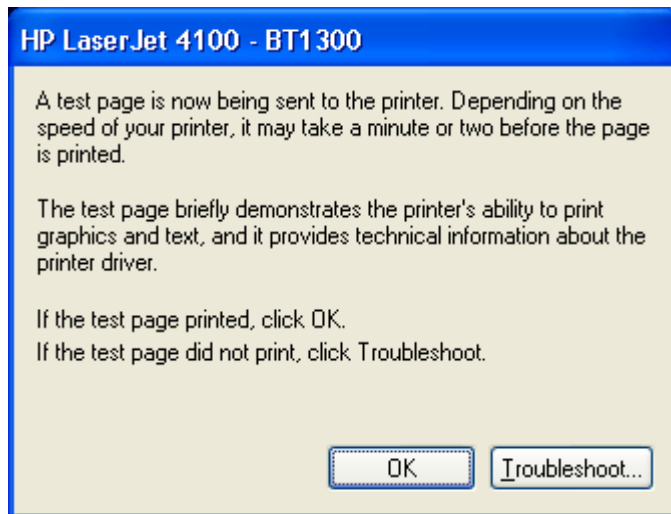 HP LaserJet 4100 - BT1300
A test page is now being sent to the printer. Depending on the
speed of your printer, it may take a minute or two before the page
is printed.
The test page briefly demonstrates the printer's ability to print
graphics and text, and it provides technical information about the
printer driver.
If the test page printed, click OK.
If the test page did not print, click Troubleshoot.
OK
Troubleshoot...